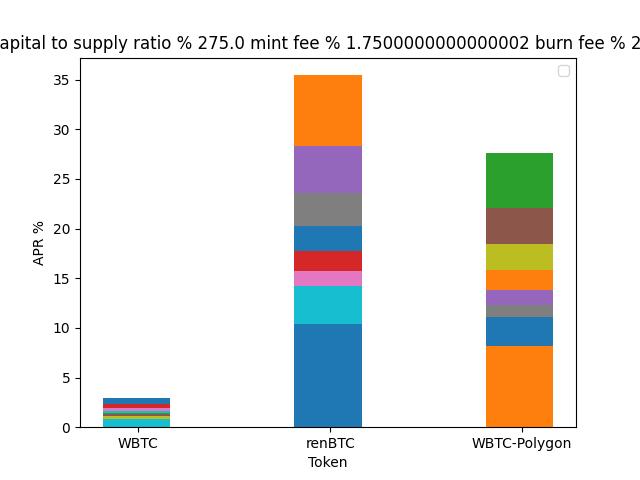 apital to supply ratio % 275.0 mint fee % 1.7500000000000002 burn fee % 2
APR %
35
30
25
20
15
10
5
0
WBTC renBTC WBTC-Polygon
Token